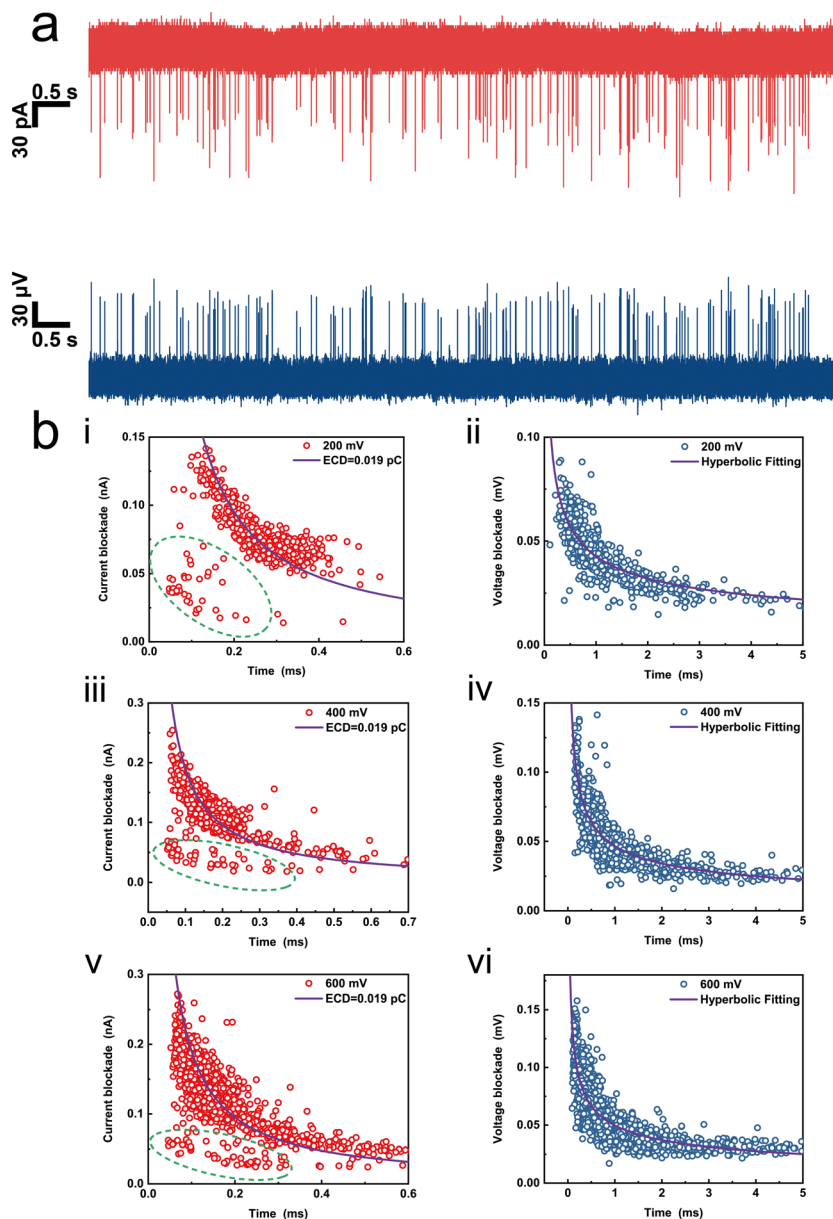 a
0.5 s
30 pA
30 µV
0.5 s
b
i
200 mV
ECD=0.019 pC
Current blockade (nA)
0.15
0.10
0.05
0.00
0.0 0.2 0.4 0.6
Time (ms)
ii
200 mV
Hyperbolic Fitting
Voltage blockade (mV)
0.10
0.05
0.00
0 1 2 3 4 5
Time (ms)
iii
400 mV
ECD=0.019 pC
Current blockade (nA)
0.3
0.2
0.1
0.0
0.0 0.1 0.2 0.3 0.4 0.5 0.6 0.7
Time (ms)
iv
400 mV
Hyperbolic Fitting
Voltage blockade (mV)
0.15
0.10
0.05
0.00
0 1 2 3 4 5
Time (ms)
v
600 mV
ECD=0.019 pC
Current blockade (nA)
0.3
0.2
0.1
0.0
0.0 0.2 0.4 0.6
Time (ms)
vi
600 mV
Hyperbolic Fitting
Voltage blockade (mV)
0.15
0.10
0.05
0.00
0 1 2 3 4 5
Time (ms)